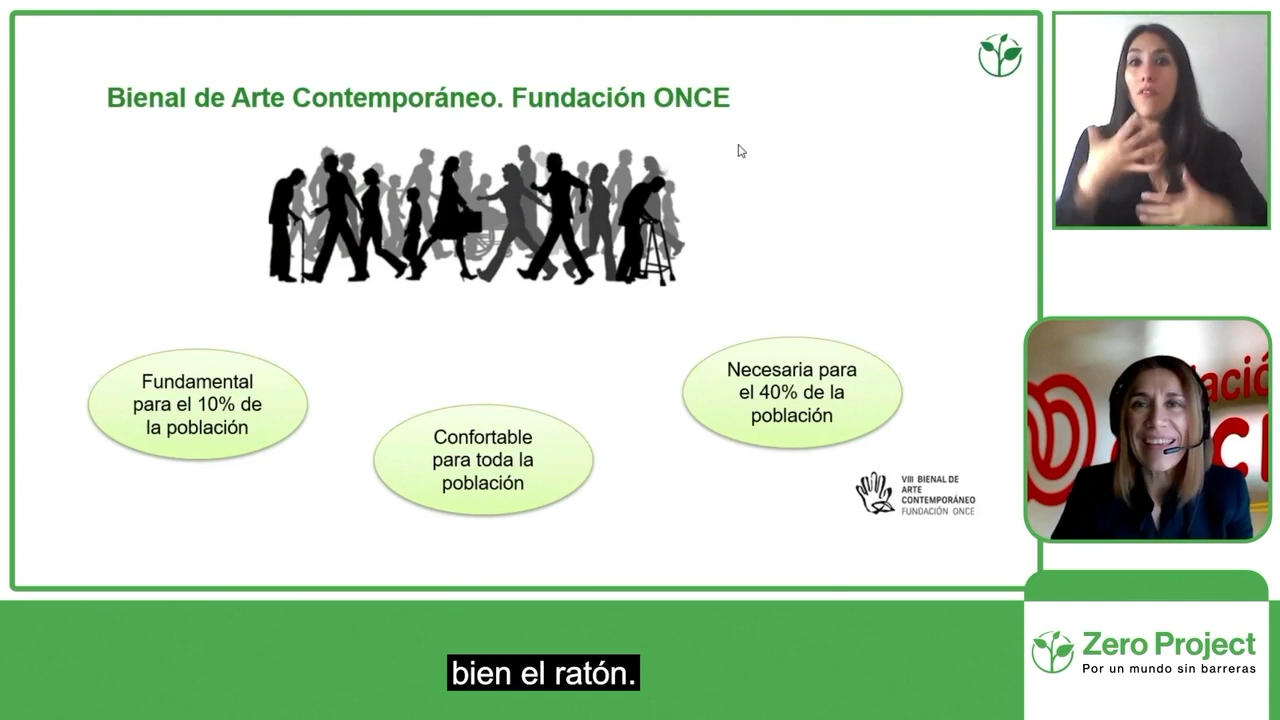 Bienal de Arte Contemporáneo. Fundación ONCE
Fundamental
para el 10% de
la población
Confortable
para toda la
población
Necesaria para
el 40% de la
población
VIII BIENAL DE
ARTE
CONTEMPORÁNEO
FUNDACIÓN ONCE
bien el ratón.
Zero Project
Por un mundo sin barreras